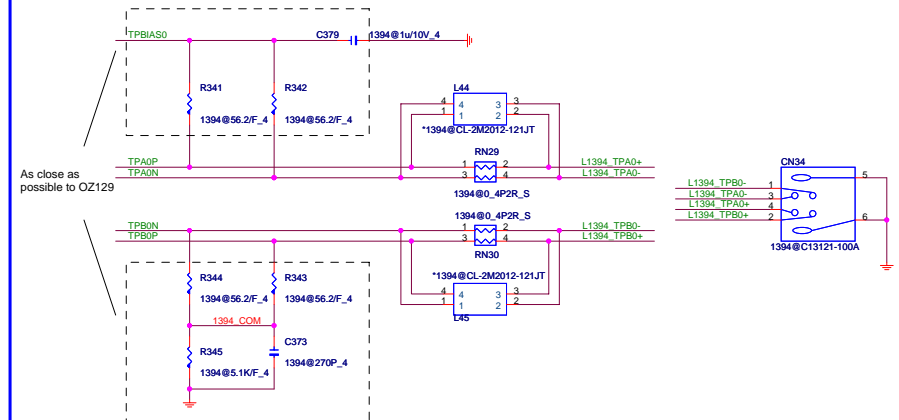 TPBIAS0
C379
1394@1u/10V_4
R341
R342
1394@56.2/F_4
1394@56.2/F_4
L44
4 4 3 3
1 1 2 2
*1394@CL-2M2012-121JT
RN29
TPA0P
1 2
L1394_TPA0+
TPA0N
3 4
L1394_TPA0-
1394@0_4P2R_S
As close as
possible to OZ129
CN34
L1394_TPB0- 1
L1394_TPA0- 3
L1394_TPA0+ 4
L1394_TPB0+ 2
5
6
1394@C13121-100A
1394@0_4P2R_S
TPB0N
1 2
L1394_TPB0-
TPB0P
3 4
L1394_TPB0+
RN30
*1394@CL-2M2012-121JT
4 4 3 3
1 1 2 2
L45
R344
R343
1394@56.2/F_4
1394@56.2/F_4
1394_COM
R345
C373
1394@270P_4
1394@5.1K/F_4